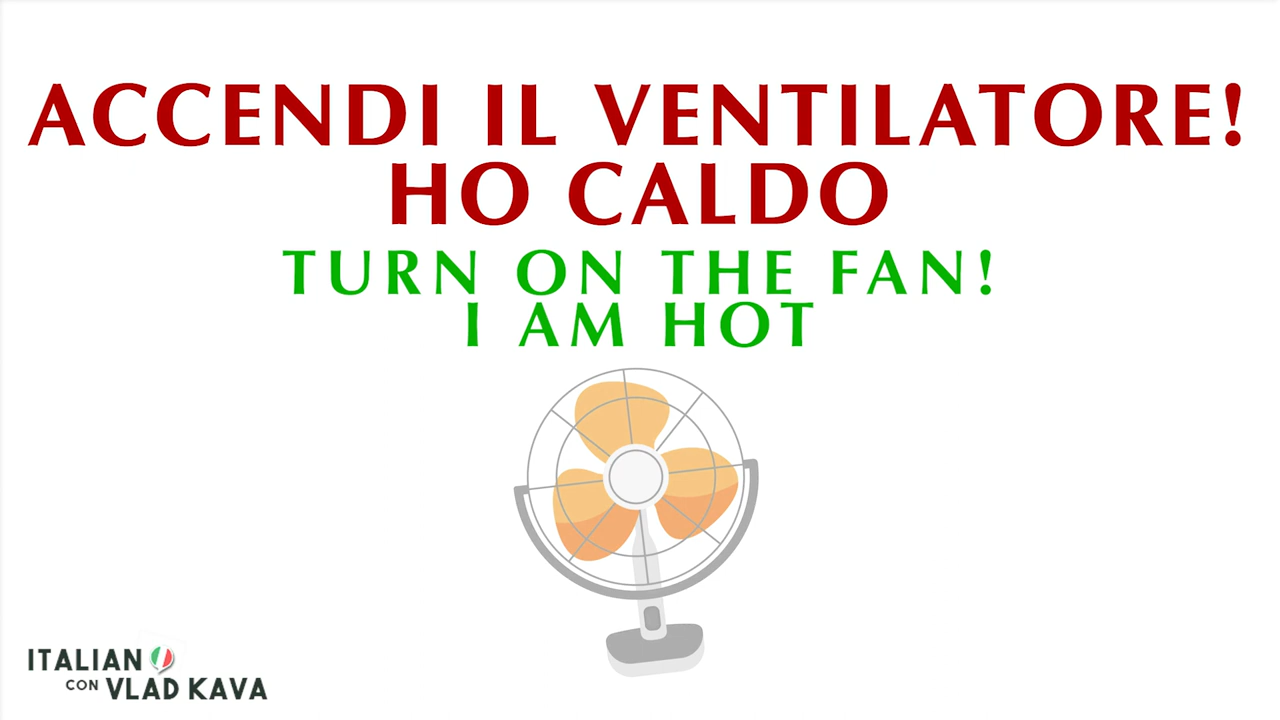 ACCENDI IL VENTILATORE!
HO CALDO
TURN ON THE FAN!
I AM HOT
ITALIAN
CON VLAD KAVA